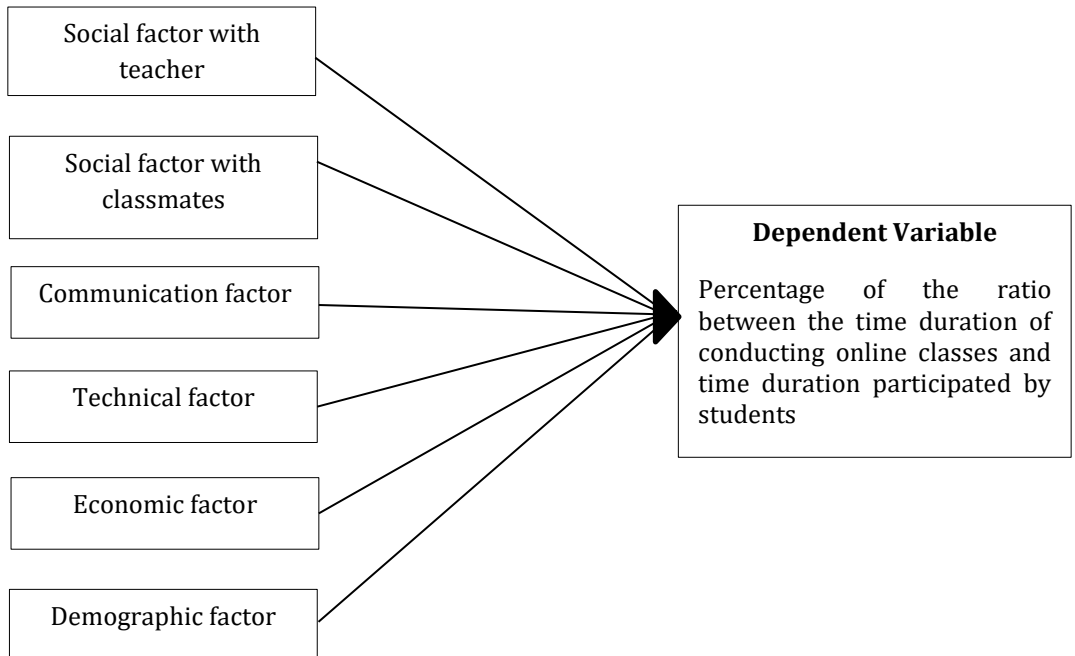 Social factor with
teacher
Social factor with
classmates
Communication factor
Technical factor
Economic factor
Demographic factor
Dependent Variable
Percentage of the ratio
between the time duration of
conducting online classes and
time duration participated by
students